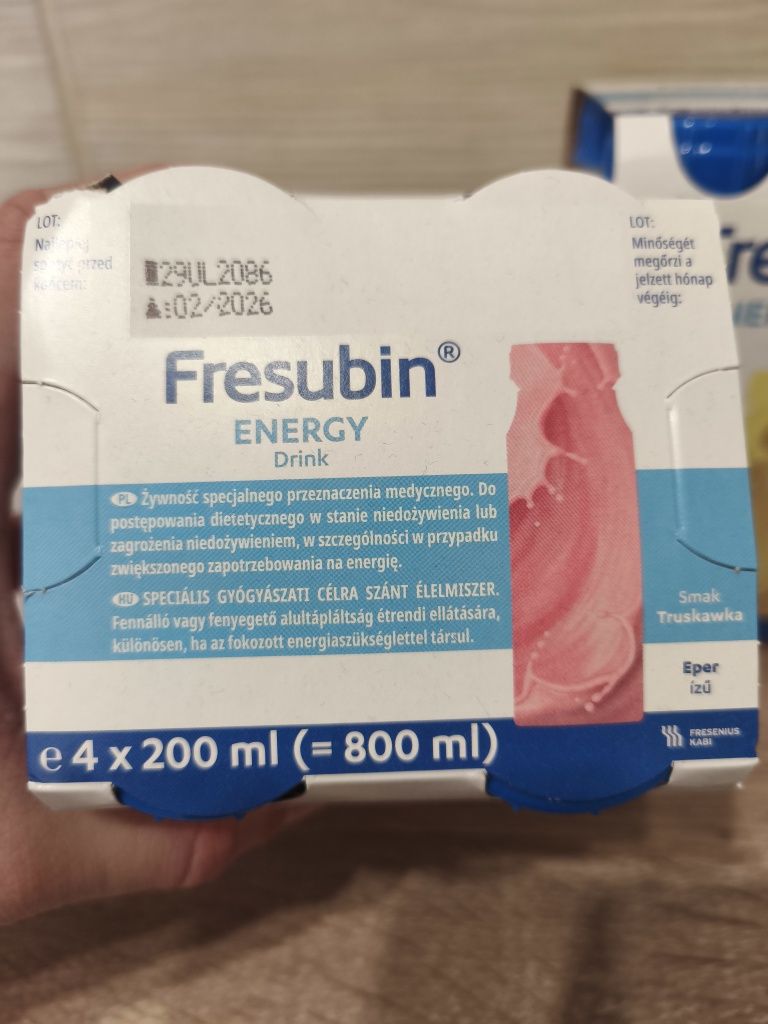 LOT:
Najlepiej
spożyć przed
końcem:
29UL2086
:02/2026
LOT:
Minőségét
megőrzi a
jelzett hónap
végéig:
Fresubin®
ENERGY
Drink
PL Żywność specjalnego przeznaczenia medycznego. Do
postępowania dietetycznego w stanie niedożywienia lub
zagrożenia niedożywieniem, w szczególności w przypadku
zwiększonego zapotrzebowania na energię.
HU SPECIÁLIS GYÓGYÁSZATI CÉLRA SZÁNT ÉLELMISZER.
Fennálló vagy fenyegető alultápláltság étrendi ellátására,
különösen, ha az fokozott energiaszükséglettel társul.
Smak
Truskawka
Eper
ízű
e 4 x 200 ml (= 800 ml)
FRESENIUS
KABI